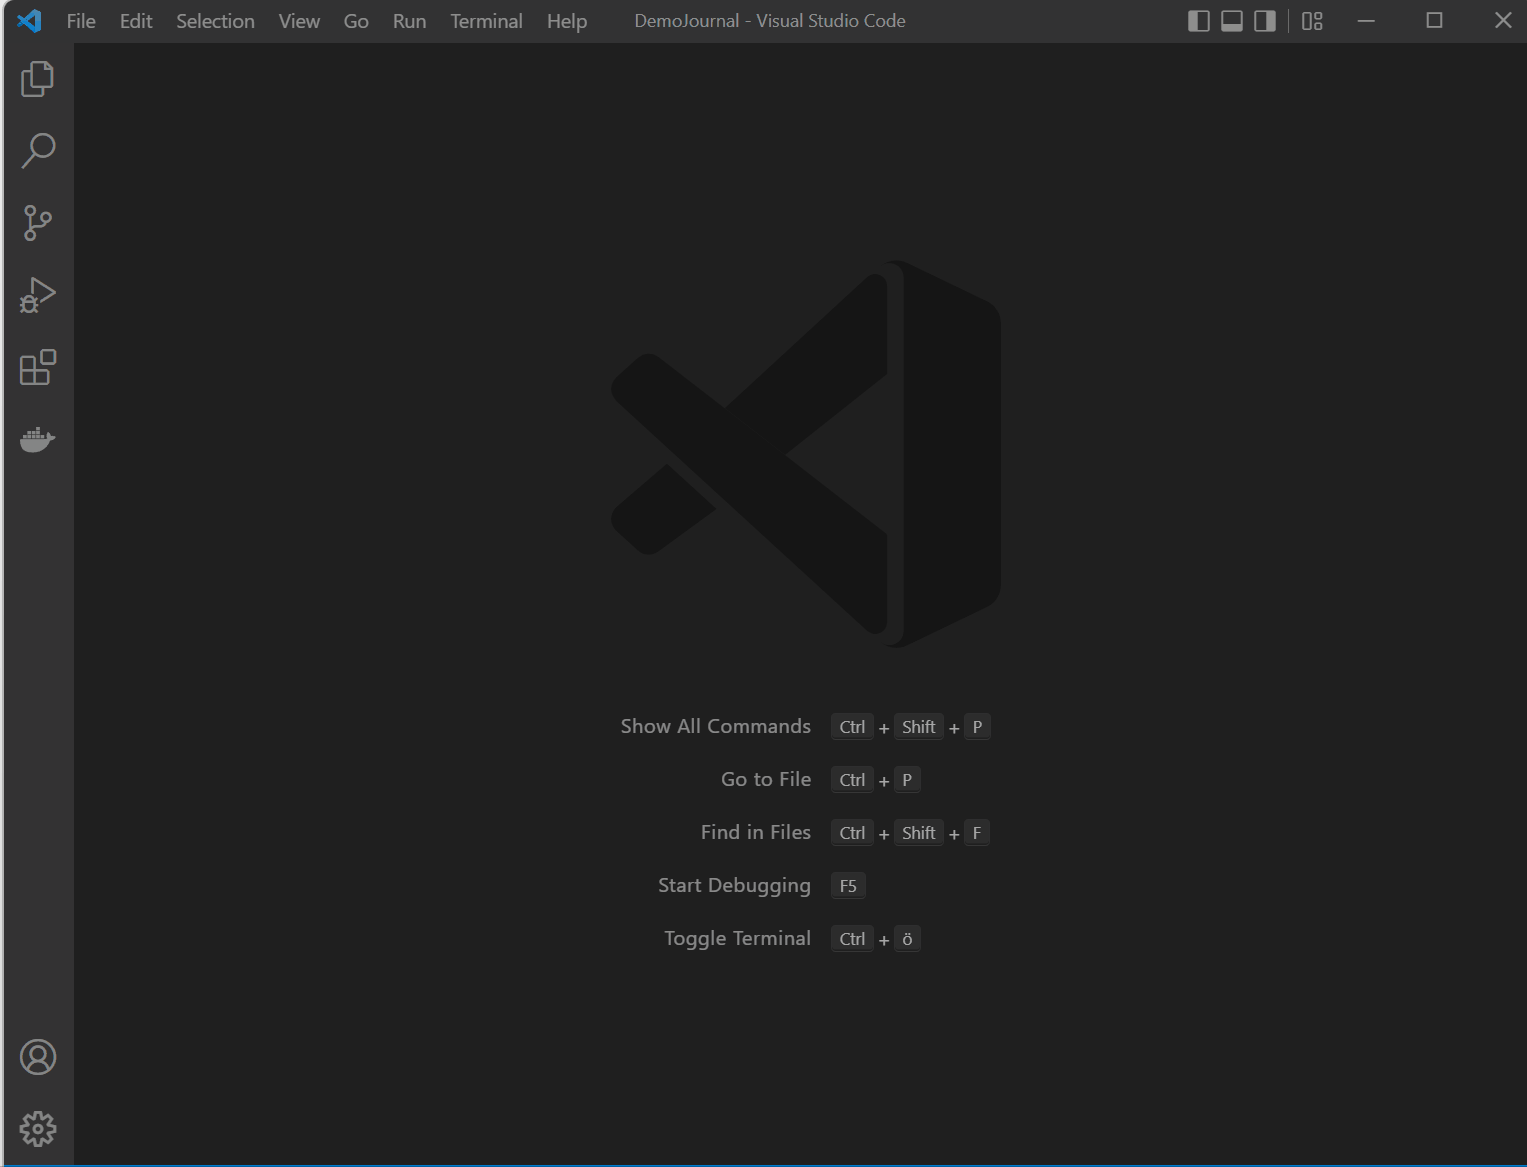 File Edit Selection View Go Run Terminal Help DemoJournal - Visual Studio Code
Show All Commands Ctrl + Shift + P
Go to File Ctrl + P
Find in Files Ctrl + Shift + F
Start Debugging F5
Toggle Terminal Ctrl + ö